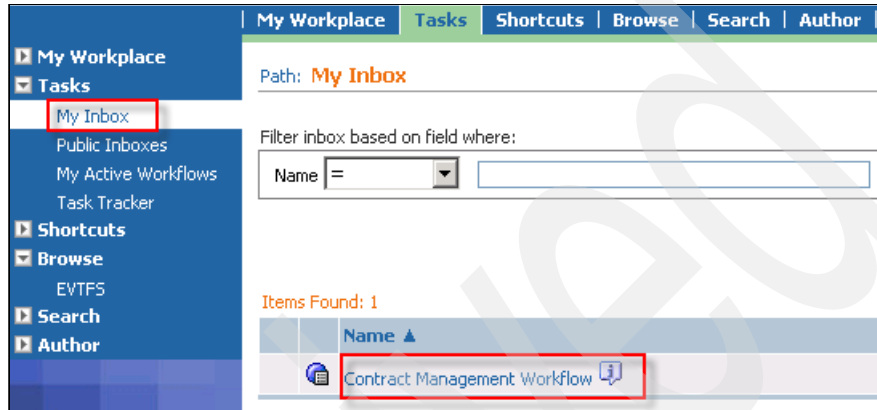 My Workplace | Tasks | Shortcuts | Browse | Search | Author
My Workplace
Tasks
My Inbox
Public Inboxes
My Active Workflows
Task Tracker
Shortcuts
Browse
EVTFS
Search
Author
Path: My Inbox
Filter inbox based on field where:
Name =
Items Found: 1
Name
Contract Management Workflow